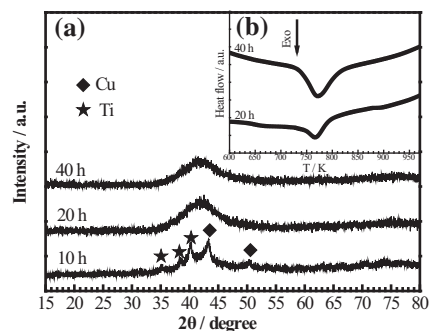 (a)
◆ Cu
★ Ti
40 h
20 h
10 h
Intensity / a.u.
15 20 25 30 35 40 45 50 55 60 65 70 75 80
2θ / degree
(b)
Exo
40 h
20 h
Heat flow / a.u.
600 650 700 750 800 850 900 950
T / K